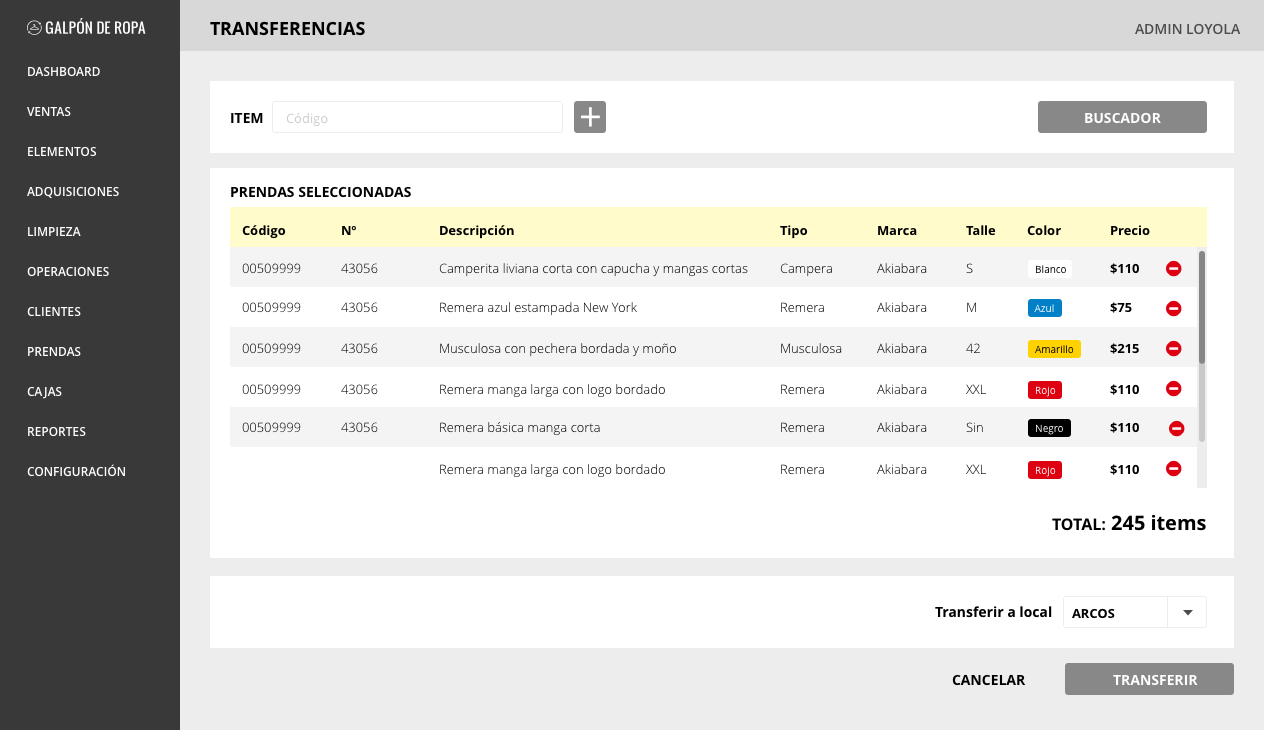 GALPÓN DE ROPA
DASHBOARD
VENTAS
ELEMENTOS
ADQUISICIONES
LIMPIEZA
OPERACIONES
CLIENTES
PRENDAS
CAJAS
REPORTES
CONFIGURACIÓN
TRANSFERENCIAS ADMIN LOYOLA
ITEM Código BUSCADOR
PRENDAS SELECCIONADAS
Código Nº Descripción Tipo Marca Talle Color Precio
00509999 43056 Camperita liviana corta con capucha y mangas cortas Campera Akiabara S Blanco $110
00509999 43056 Remera azul estampada New York Remera Akiabara M Azul $75
00509999 43056 Musculosa con pechera bordada y moño Musculosa Akiabara 42 Amarillo $215
00509999 43056 Remera manga larga con logo bordado Remera Akiabara XXL Rojo $110
00509999 43056 Remera básica manga corta Remera Akiabara Sin Negro $110
Remera manga larga con logo bordado Remera Akiabara XXL Rojo $110
TOTAL: 245 items
Transferir a local ARCOS
CANCELAR TRANSFERIR